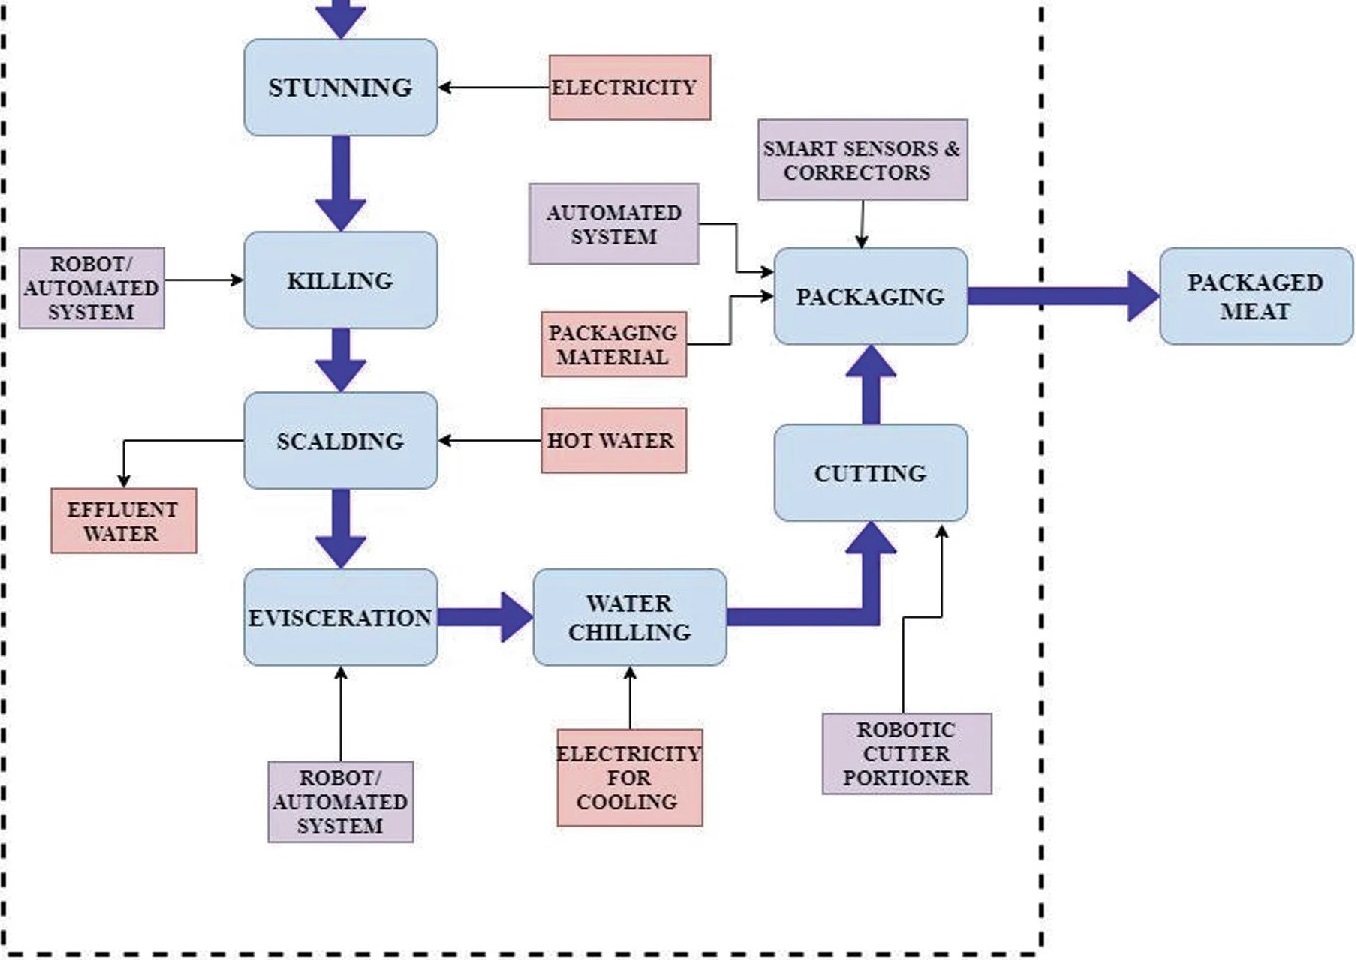 STUNNING
ELECTRICITY
SMART SENSORS &
CORRECTORS
AUTOMATED
SYSTEM
ROBOT/
AUTOMATED
SYSTEM
KILLING
PACKAGING
PACKAGED
MEAT
PACKAGING
MATERIAL
SCALDING
HOT WATER
CUTTING
EFFLUENT
WATER
EVISCERATION
WATER
CHILLING
ROBOTIC
CUTTER
PORTIONER
ELECTRICITY
FOR
COOLING
ROBOT/
AUTOMATED
SYSTEM